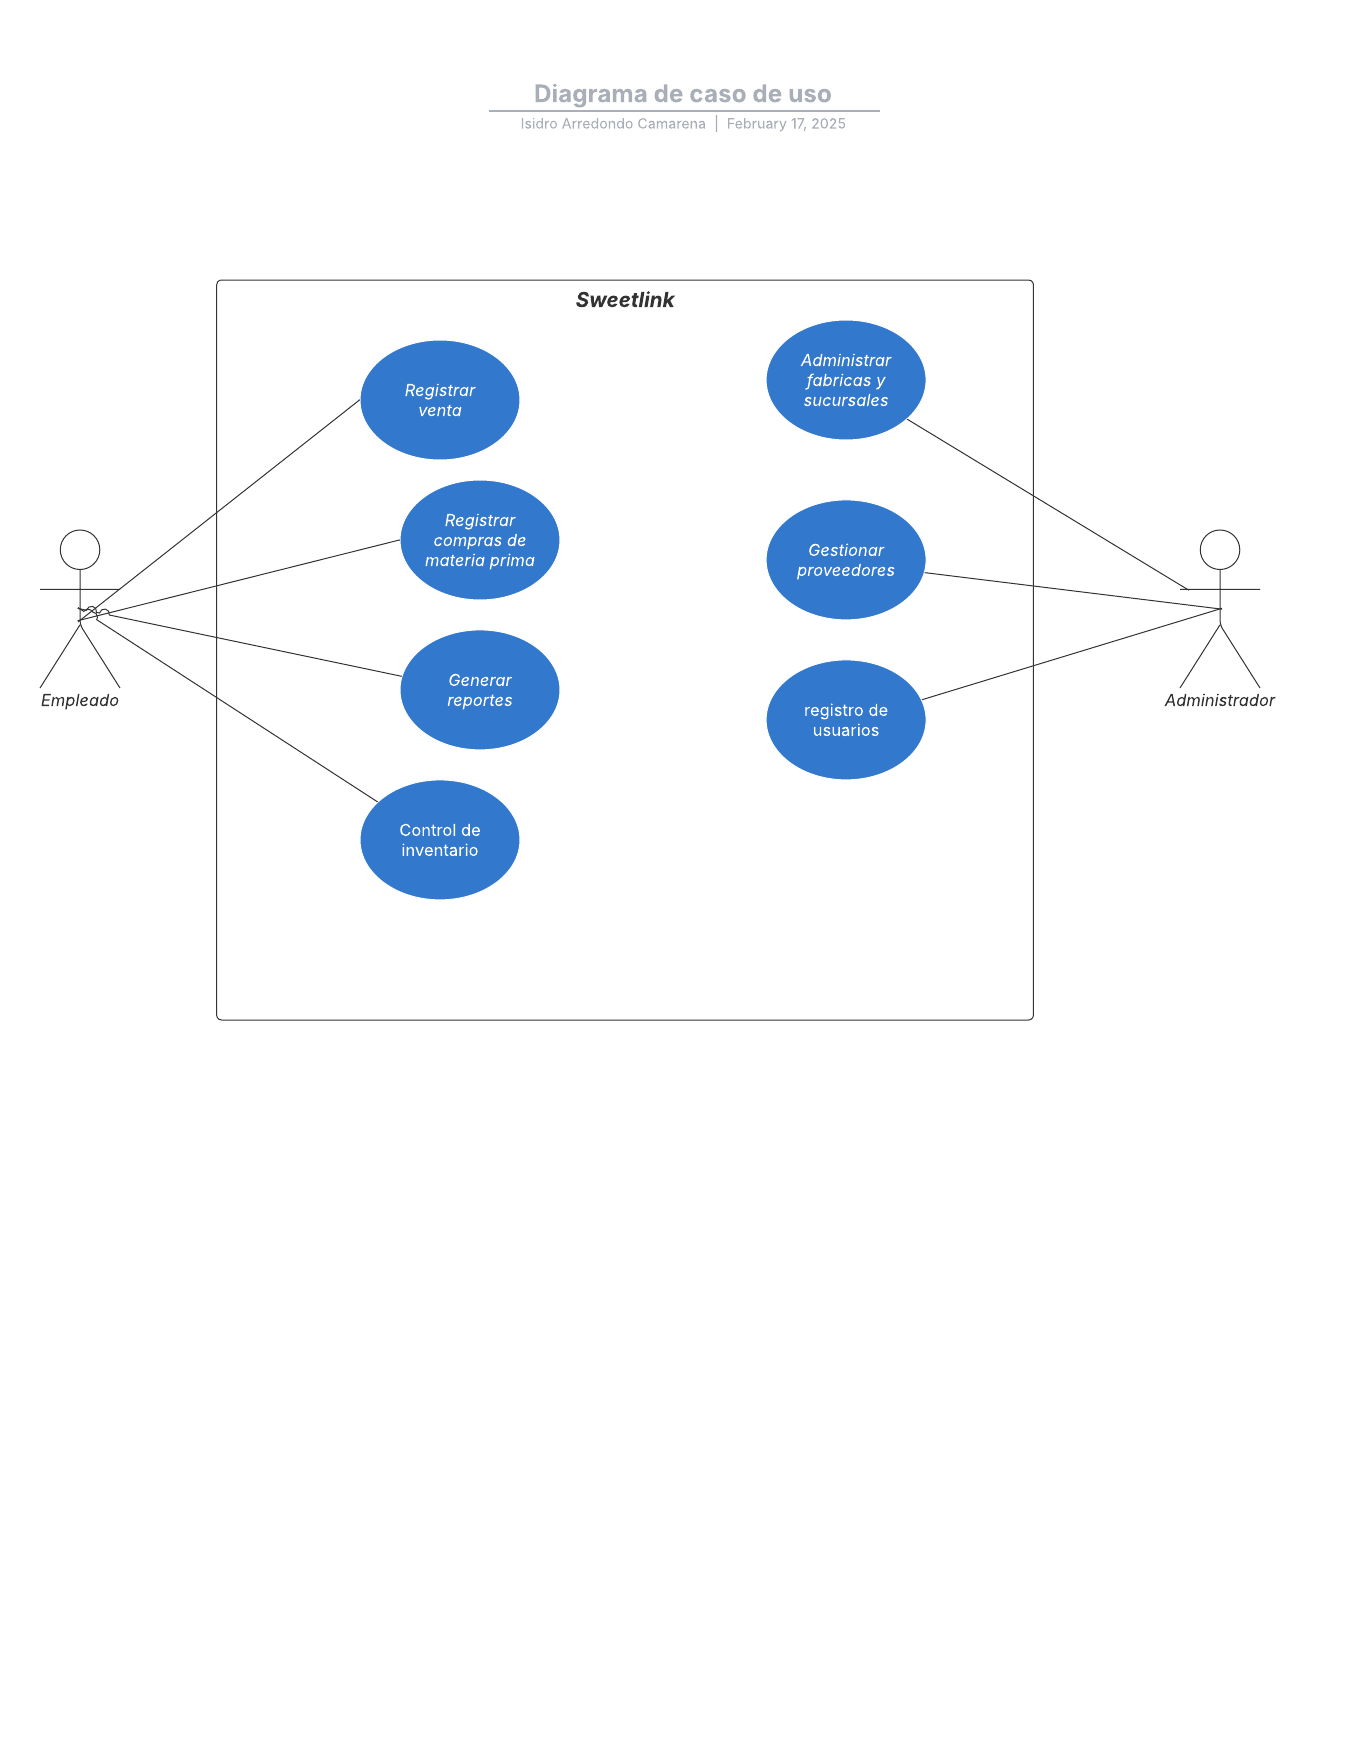 Diagrama de caso de uso
Isidro Arredondo Camarena | February 17, 2025
Sweetlink
Registrar
venta
Registrar
compras de
materia prima
Generar
reportes
Control de
inventario
Administrar
fabricas y
sucursales
Gestionar
proveedores
registro de
usuarios
Empleado
Administrador